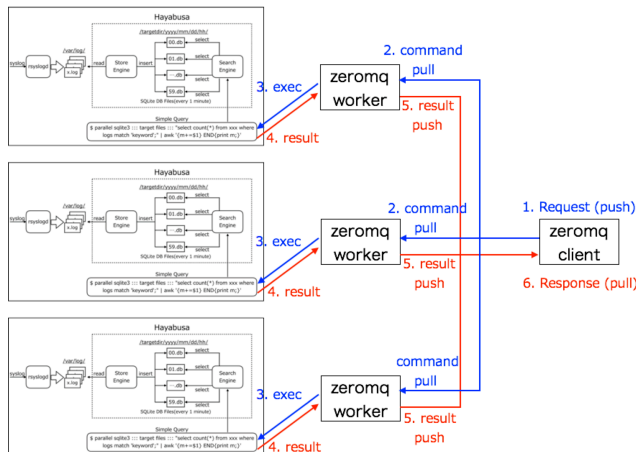 Hayabusa
/targetdir/yyyy/mm/dd/hh/
/var/log/
syslog
rsyslogd
x.log
read
Store
Engine
insert
00.db
01.db
···.db
59.db
select
select
select
select
Search
Engine
SQLite DB Files(every 1 minute)
Simple Query
$ parallel sqlite3 ::: target files ::: "select count(*) from xxx where
logs match 'keyword';" | awk '{m+=$1} END{print m;}'
3. exec
4. result
zeromq
worker
2. command
pull
5. result
push
Hayabusa
/targetdir/yyyy/mm/dd/hh/
/var/log/
syslog
rsyslogd
x.log
read
Store
Engine
insert
00.db
01.db
···.db
59.db
select
select
select
select
Search
Engine
SQLite DB Files(every 1 minute)
Simple Query
$ parallel sqlite3 ::: target files ::: "select count(*) from xxx where
logs match 'keyword';" | awk '{m+=$1} END{print m;}'
3. exec
4. result
zeromq
worker
2. command
pull
5. result
push
1. Request (push)
zeromq
client
6. Response (pull)
Hayabusa
/targetdir/yyyy/mm/dd/hh/
/var/log/
syslog
rsyslogd
x.log
read
Store
Engine
insert
00.db
01.db
···.db
59.db
select
select
select
select
Search
Engine
SQLite DB Files(every 1 minute)
Simple Query
$ parallel sqlite3 ::: target files ::: "select count(*) from xxx where
logs match 'keyword';" | awk '{m+=$1} END{print m;}'
3. exec
4. result
zeromq
worker
command
pull
5. result
push